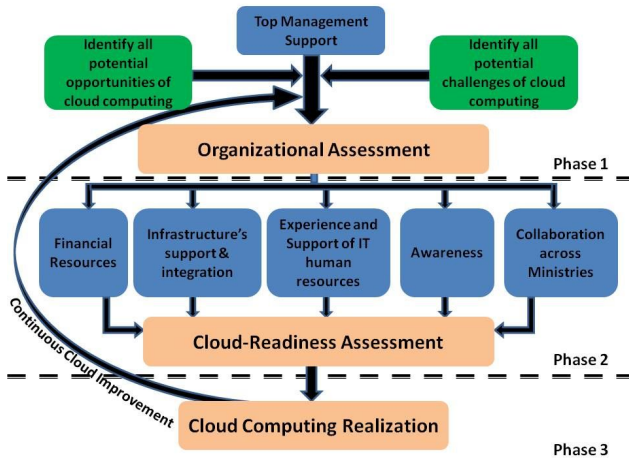 Top Management
Support
Identify all
potential
opportunities of
cloud computing
Identify all
potential
challenges of cloud
computing
Organizational Assessment
Phase 1
Financial
Resources
Infrastructure's
support &
integration
Experience and
Support of IT
human
resources
Awareness
Collaboration
across
Ministries
Cloud-Readiness Assessment
Phase 2
Continuous Cloud Improvement
Cloud Computing Realization
Phase 3